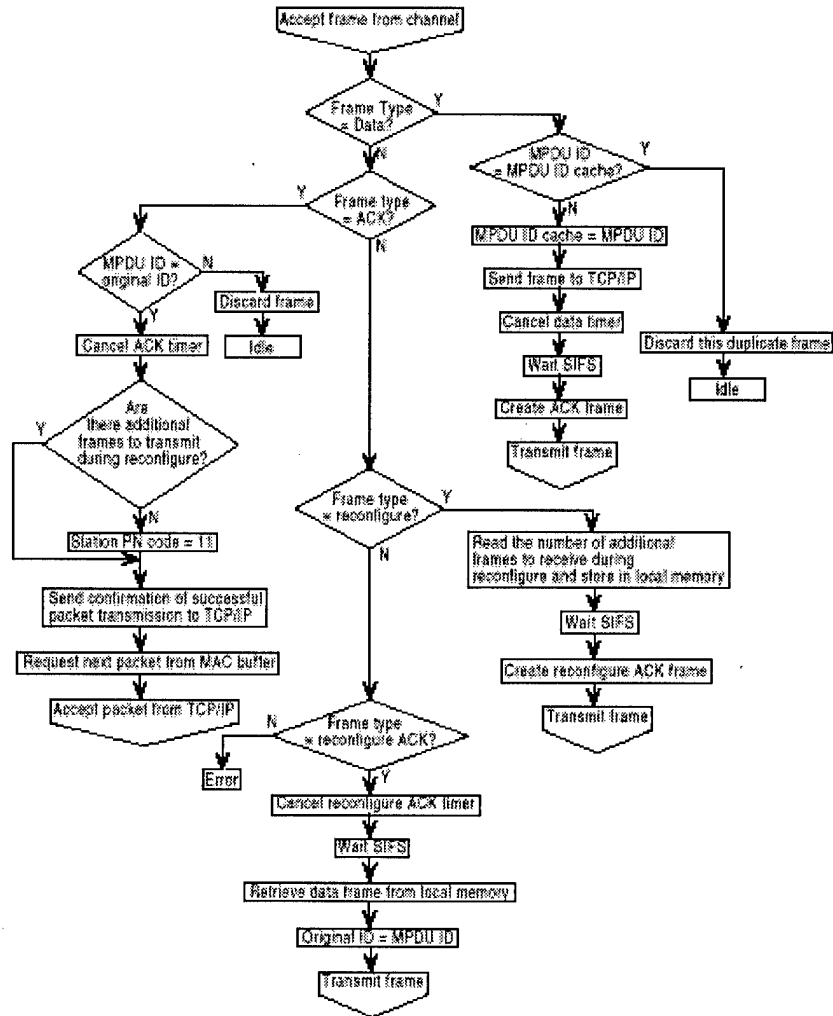 Accept frame from channel
Frame Type
= Data?
Y
N
MPDU ID
= MPDU ID cache?
Y
N
Frame type
= ACK?
Y
N
MPDU ID cache = MPDU ID
Send frame to TCP/IP
Cancel data timer
Wait SIFS
Create ACK frame
Transmit frame
Discard this duplicate frame
Idle
MPDU ID =
original ID?
N
Y
Discard frame
Idle
Cancel ACK timer
Are
there additional
frames to transmit
during reconfigure?
Y
N
Station PN code = 11
Send confirmation of successful
packet transmission to TCP/IP
Request next packet from MAC buffer
Accept packet from TCP/IP
Frame type
= reconfigure?
Y
N
Read the number of additional
frames to receive during
reconfigure and store in local memory
Wait SIFS
Create reconfigure ACK frame
Transmit frame
Frame type
= reconfigure ACK?
N
Y
Error
Cancel reconfigure ACK timer
Wait SIFS
Retrieve data frame from local memory
Original ID = MPDU ID
Transmit frame